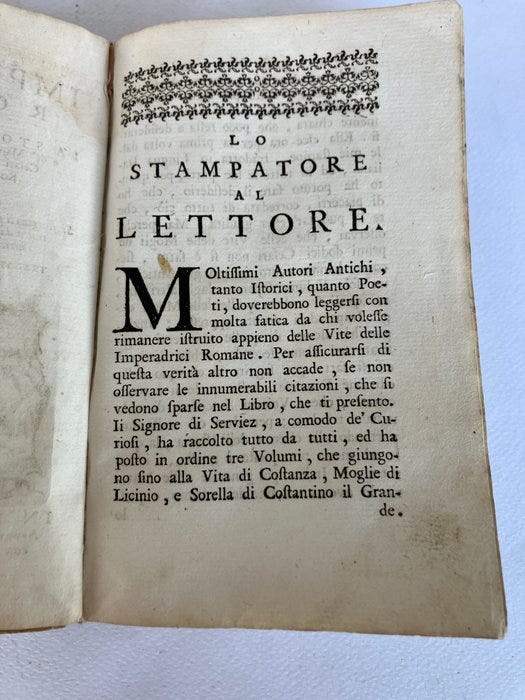 LO
STAMPATORE
AL
LETTORE.
MOltiſſimi Autori Antichi ,
tanto Iſtorici , quanto Poe-
ti , doverebbono leggerſi con
molta fatica da chi voleſſe
rimanere iſtruito appieno delle Vite delle
Imperadrici Romane . Per aſſicurarſi di
queſta verità altro non accade , ſe non
oſſervare le innumerabili citazioni , che ſi
vedono ſparſe nel Libro , che ti preſento.
Ii Signore di Serviez , a comodo de' Cu-
rioſi , ha raccolto tutto da tutti , ed ha
poſto in ordine tre Volumi , che giungo-
no ſino alla Vita di Coſtanza , Moglie di
Licinio , e Sorella di Coſtantino il Gran-
de.